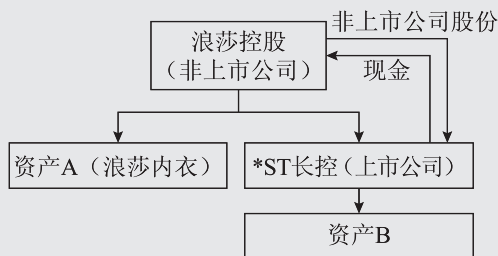 非上市公司股份
浪莎控股
（非上市公司）
现金
资产A（浪莎内衣）
*ST长控（上市公司）
资产B